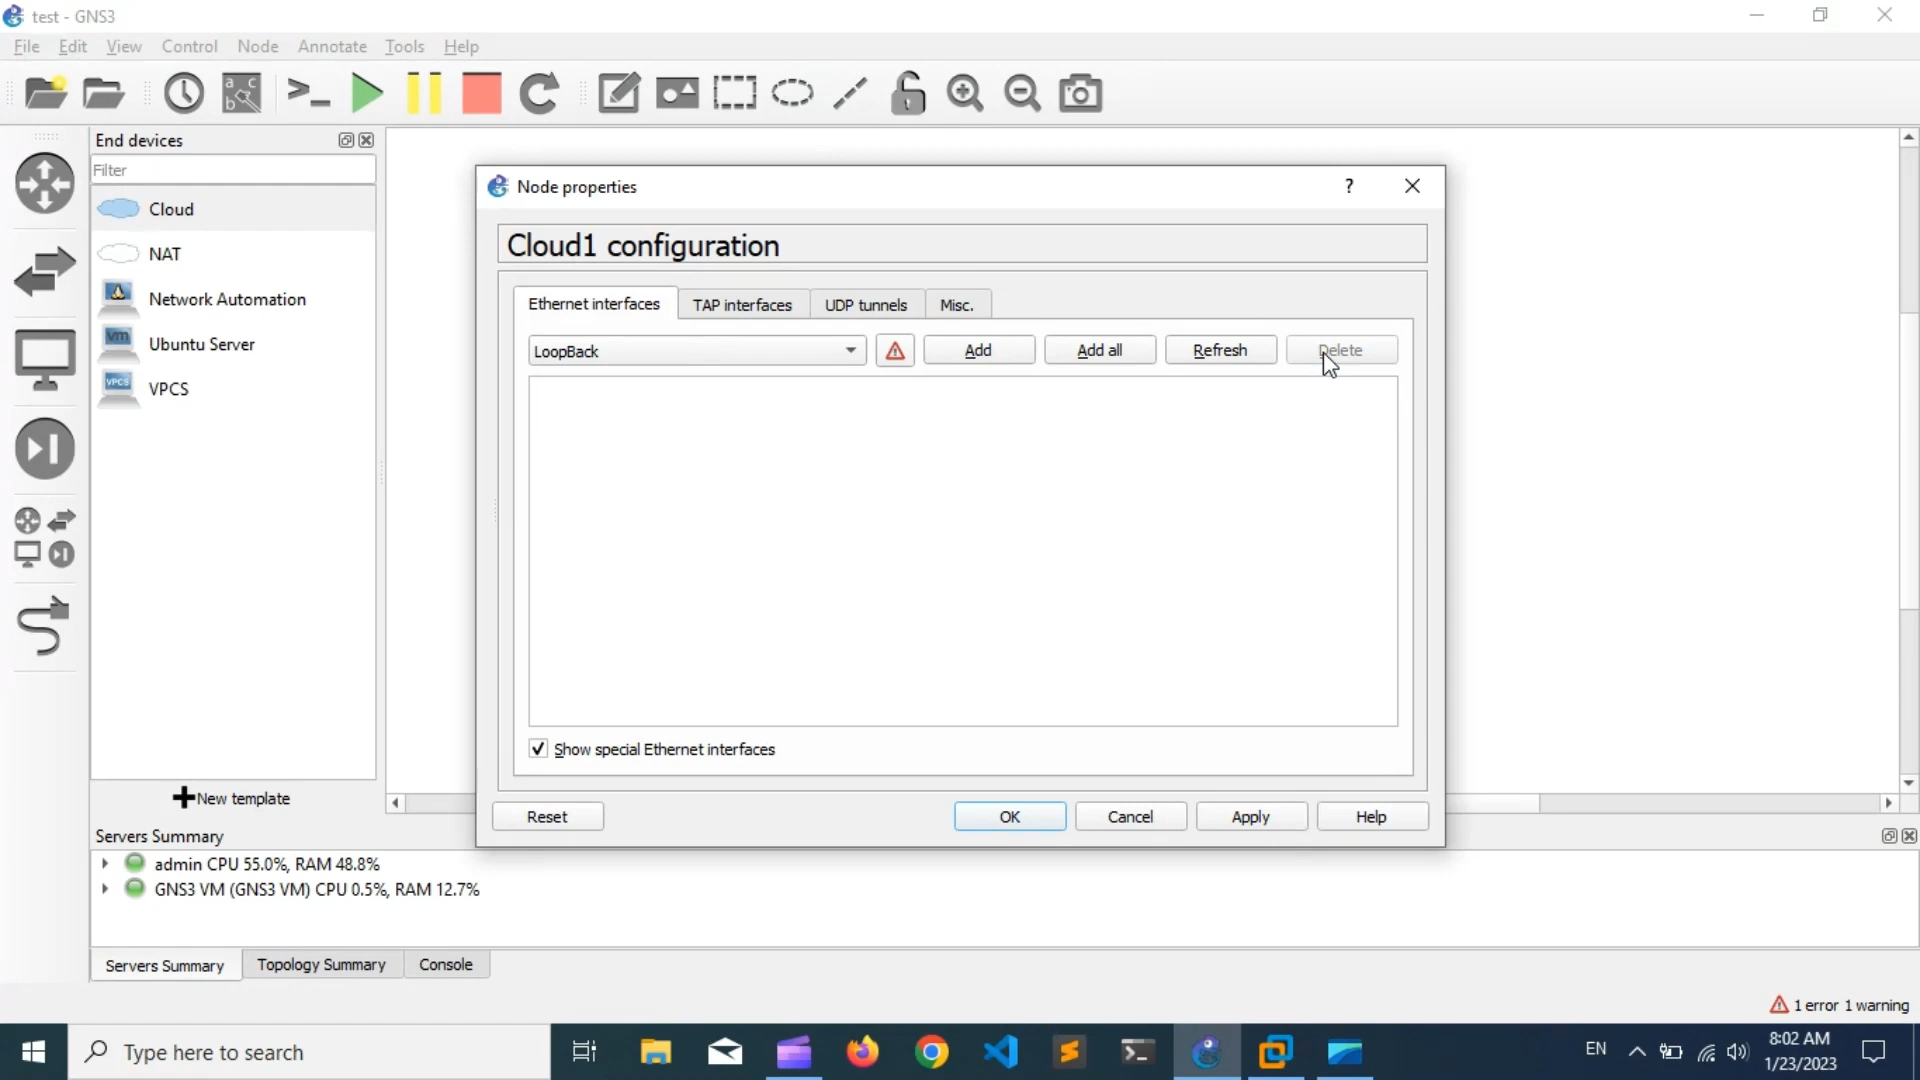 test - GNS3
File Edit View Control Node Annotate Tools Help
End devices
Filter
Cloud
NAT
Network Automation
Ubuntu Server
VPCS
New template
Node properties
?
Cloud1 configuration
Ethernet interfaces TAP interfaces UDP tunnels Misc.
LoopBack Add Add all Refresh Delete
Show special Ethernet interfaces
Reset OK Cancel Apply Help
Servers Summary
admin CPU 55.0%, RAM 48.8%
GNS3 VM (GNS3 VM) CPU 0.5%, RAM 12.7%
Servers Summary Topology Summary Console
1 error 1 warning
Type here to search
EN
8:02 AM
1/23/2023